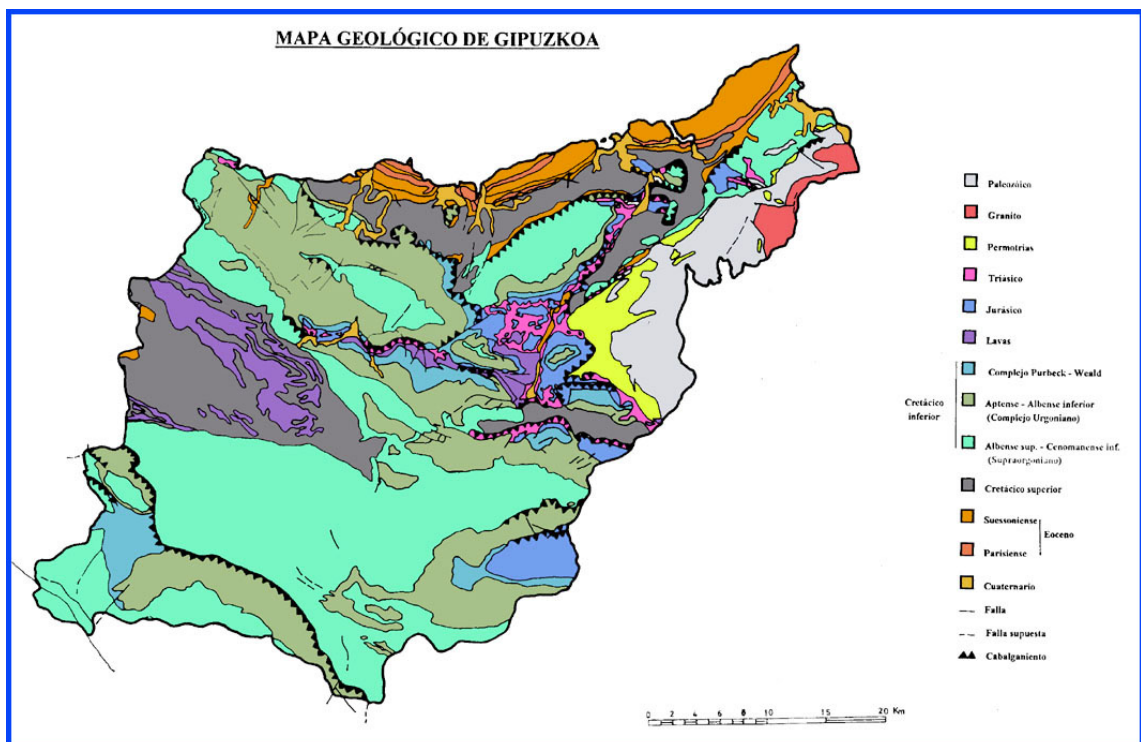 MAPA GEOLÓGICO DE GIPUZKOA
Paleozóico
Granito
Permotrias
Triásico
Jurásico
Lavas
Cretácico
inferior
Complejo Purbeck - Weald
Aptense - Albense inferior
(Complejo Urgoniano)
Albense sup. - Cenomanense inf.
(Supraorgoniano)
Cretácico superior
Suessoniense
Eoceno
Parisiense
Cuaternario
Falla
Falla supuesta
Cabalgamiento
0 2 4 6 8 10 15 20 Km